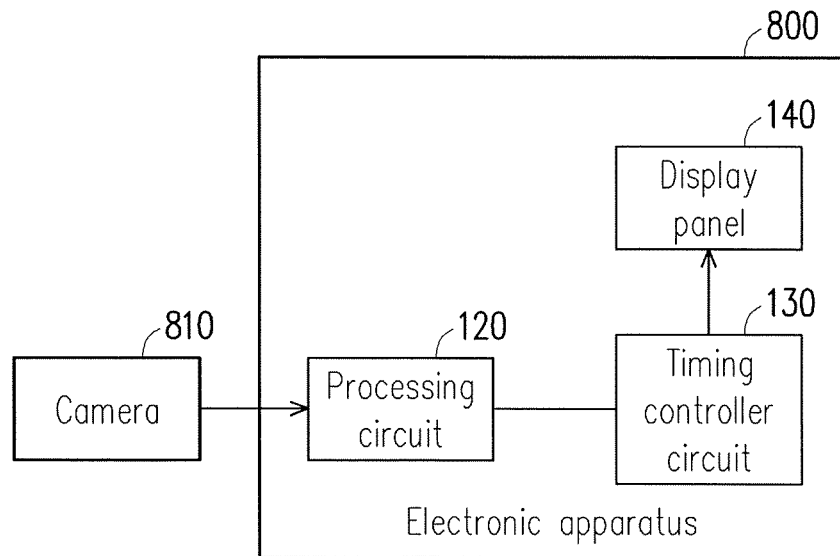 800
140
Display
panel
810
120
130
Camera
Processing
circuit
Timing
controller
circuit
Electronic apparatus